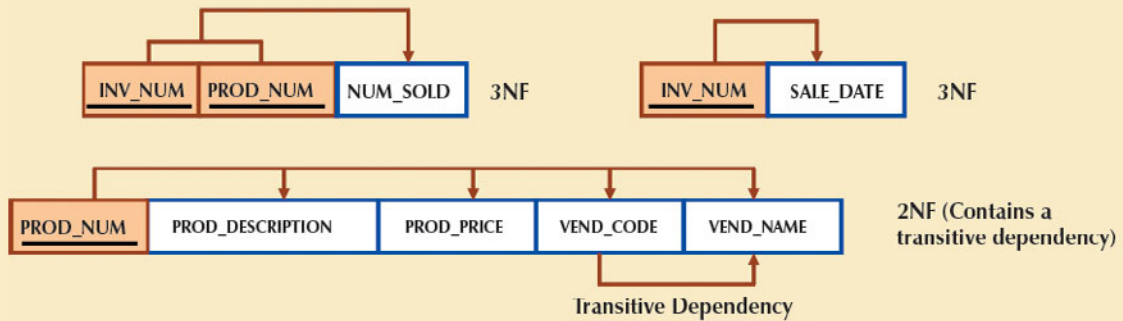 INV_NUM PROD_NUM NUM_SOLD 3NF
INV_NUM SALE_DATE 3NF
PROD_NUM PROD_DESCRIPTION PROD_PRICE VEND_CODE VEND_NAME
2NF (Contains a
transitive dependency)
Transitive Dependency